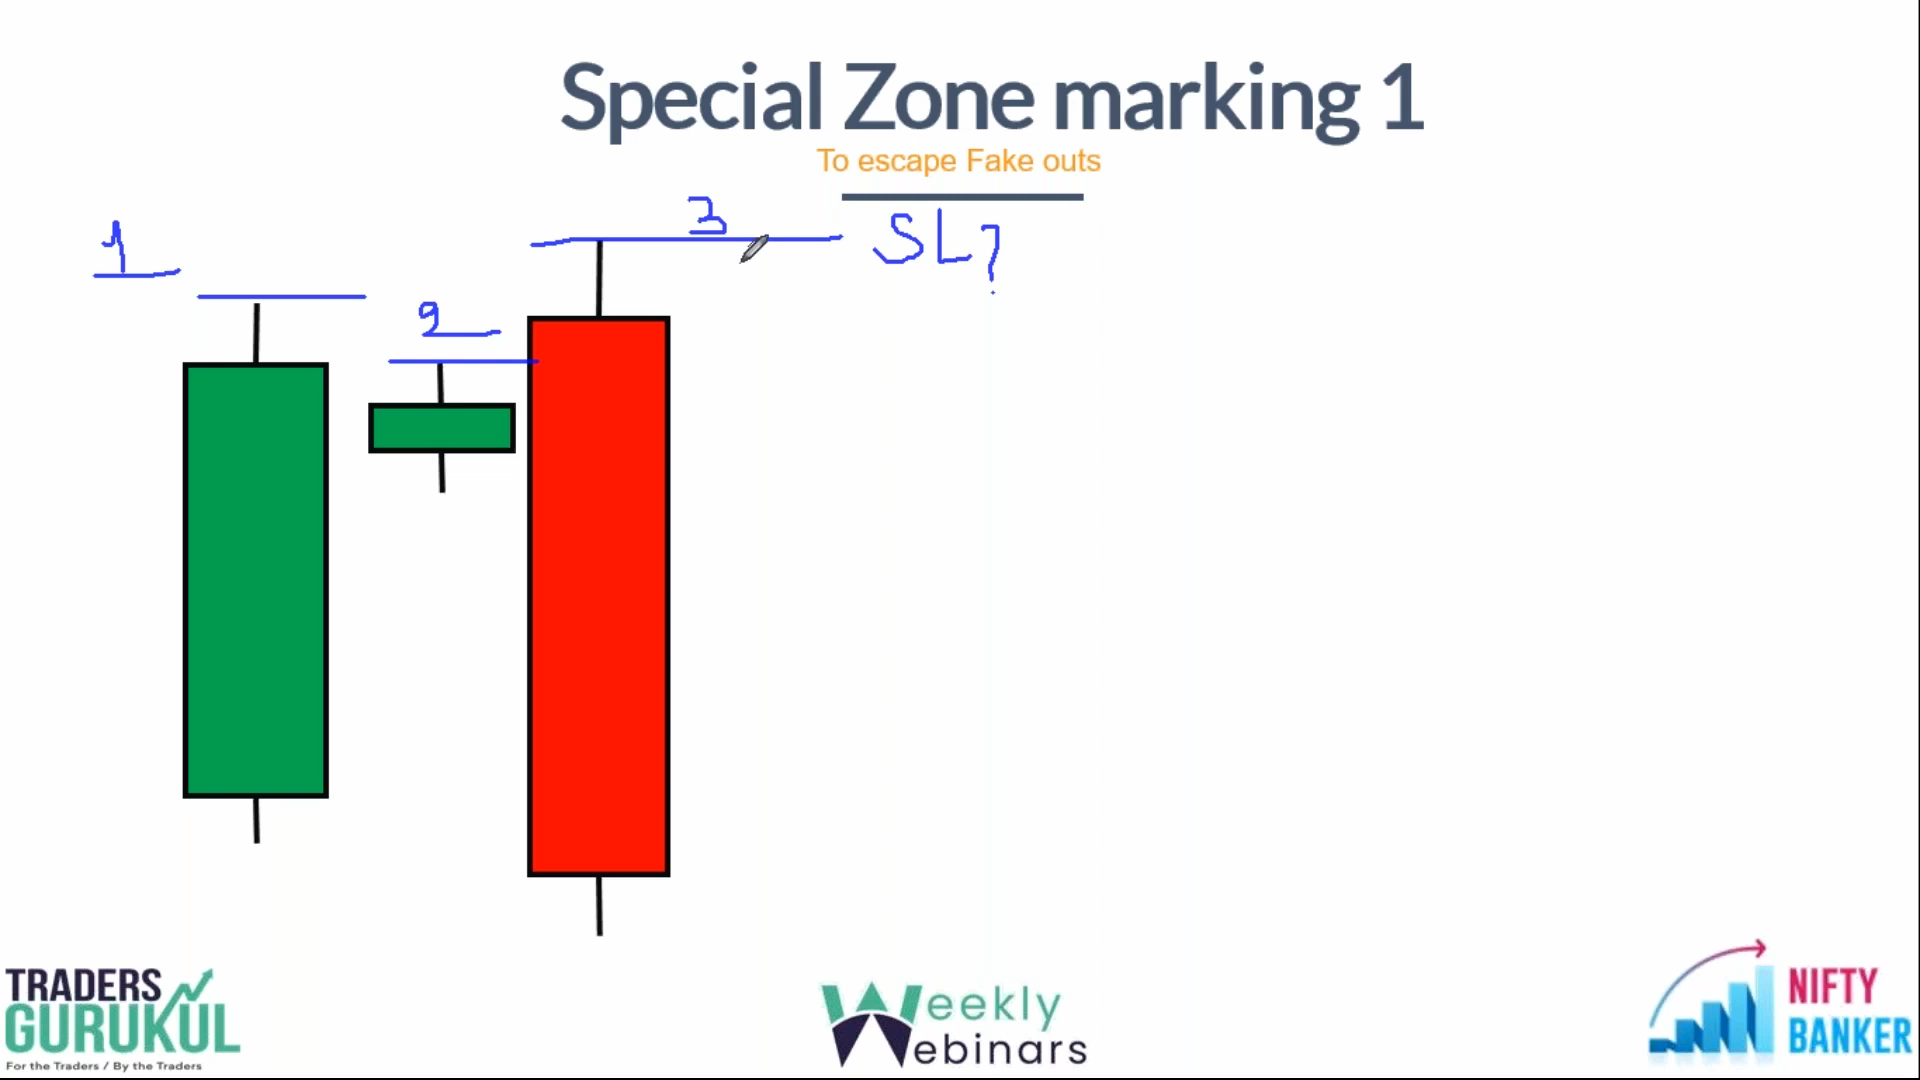 Special Zone marking 1
To escape Fake outs
1
2
3
SL?
TRADERS
GURUKUL
For the Traders / By the Traders
Weekly
Webinars
NIFTY
BANKER